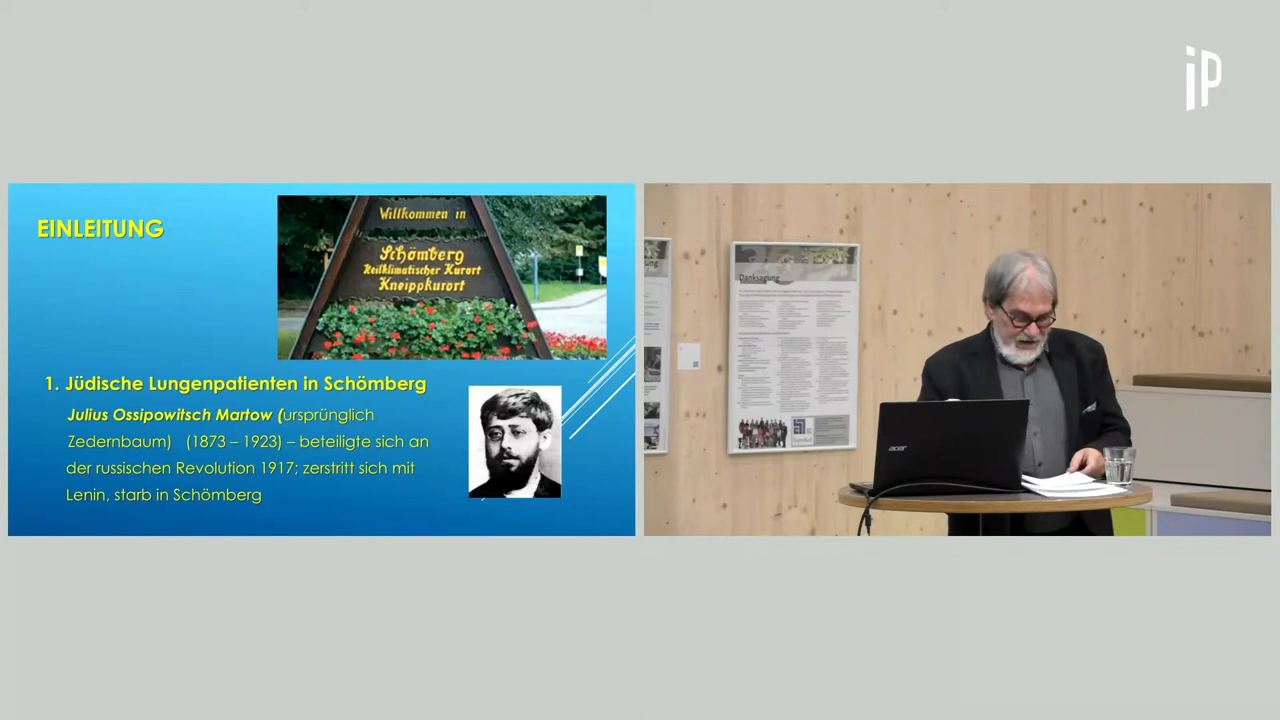 iP
EINLEITUNG
Willkommen in
Schömberg
Heilklimatischer Kurort
Kneippkurort
1. Jüdische Lungenpatienten in Schömberg
Julius Ossipowitsch Martow (ursprünglich
Zedernbaum) (1873 – 1923) – beteiligte sich an
der russischen Revolution 1917; zerstritt sich mit
Lenin, starb in Schömberg
Danksagung
acer